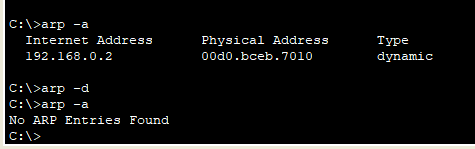 C:\>arp -a
Internet Address Physical Address Type
192.168.0.2 00d0.bceb.7010 dynamic
C:\>arp -d
C:\>arp -a
No ARP Entries Found
C:\>